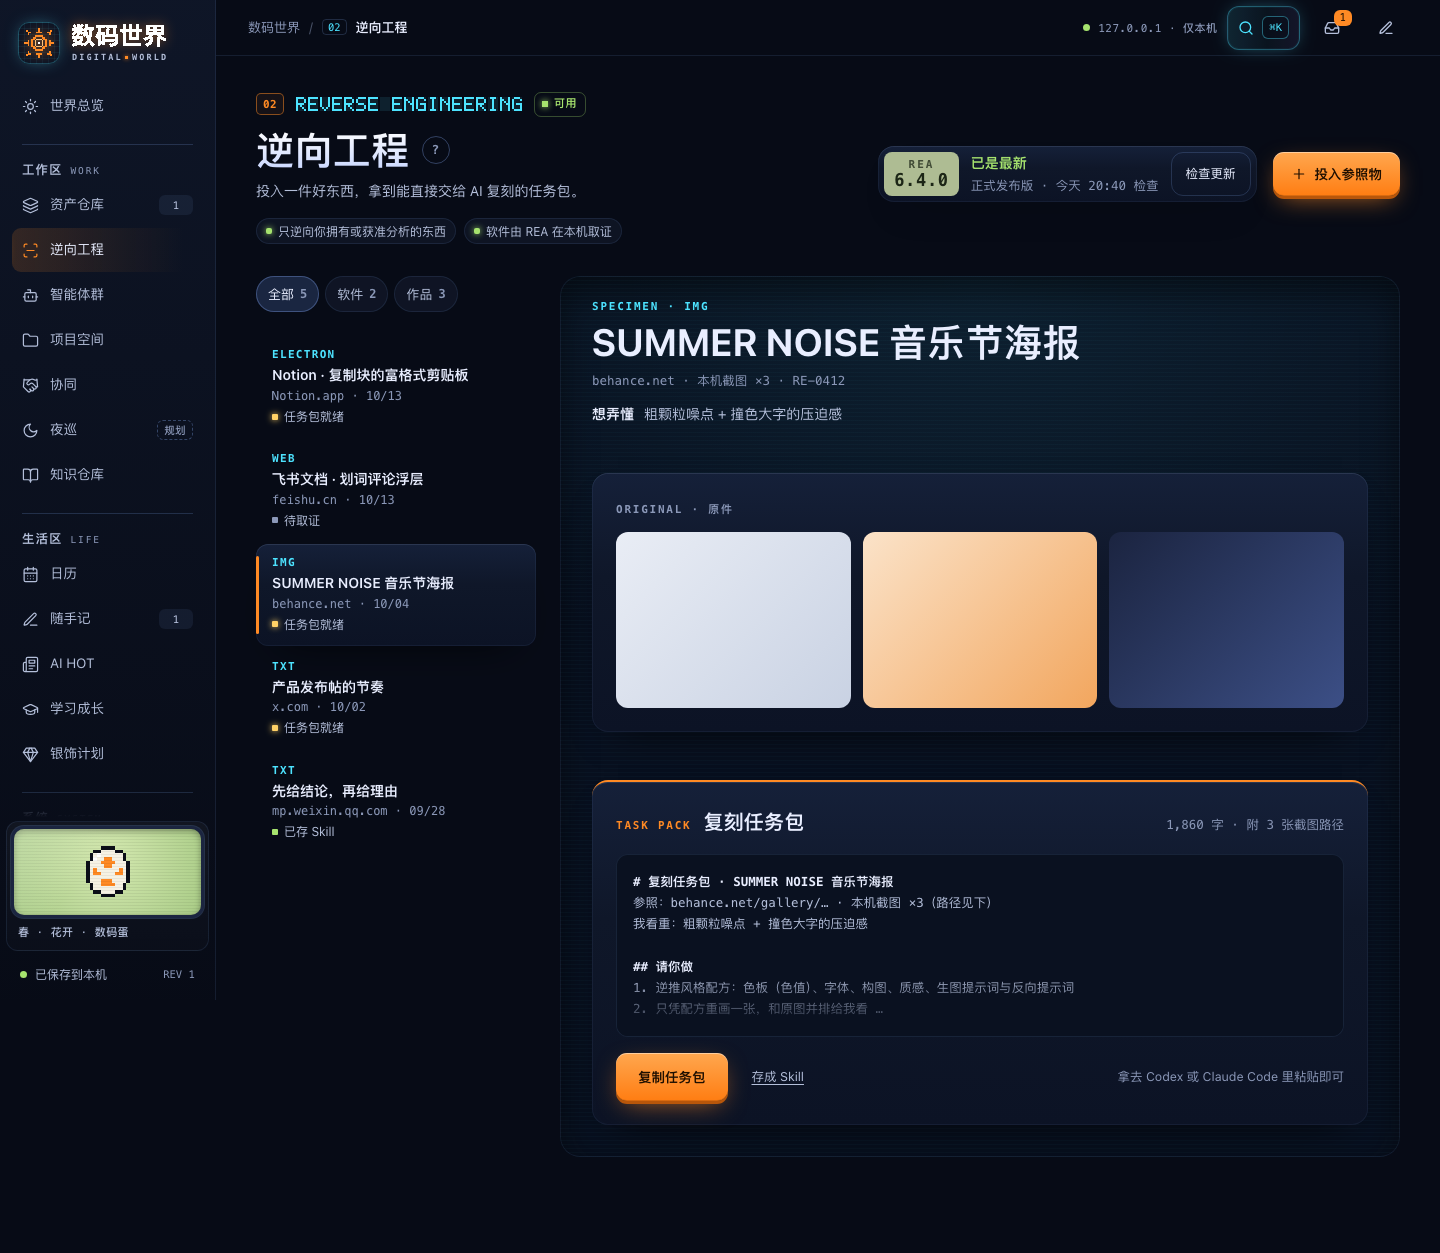 数码世界
DIGITAL WORLD
世界总览
工作区 WORK
资产仓库 1
逆向工程
智能体群
项目空间
协同
夜巡 规划
知识仓库
生活区 LIFE
日历
随手记 1
AI HOT
学习成长
银饰计划
春 · 花开 · 数码蛋
已保存到本机 REV 1
数码世界 / 02 逆向工程
127.0.0.1 · 仅本机
⌘K
1
02 REVERSE ENGINEERING 可用
逆向工程 ?
投入一件好东西，拿到能直接交给 AI 复刻的任务包。
只逆向你拥有或获准分析的东西
软件由 REA 在本机取证
REA
6.4.0
已是最新
正式发布版 · 今天 20:40 检查
检查更新
+ 投入参照物
全部 5
软件 2
作品 3
ELECTRON
Notion · 复制块的富格式剪贴板
Notion.app · 10/13
任务包就绪
WEB
飞书文档 · 划词评论浮层
feishu.cn · 10/13
待取证
IMG
SUMMER NOISE 音乐节海报
behance.net · 10/04
任务包就绪
TXT
产品发布帖的节奏
x.com · 10/02
任务包就绪
TXT
先给结论，再给理由
mp.weixin.qq.com · 09/28
已存 Skill
SPECIMEN · IMG
SUMMER NOISE 音乐节海报
behance.net · 本机截图 ×3 · RE-0412
想弄懂 粗颗粒噪点 + 撞色大字的压迫感
ORIGINAL · 原件
TASK PACK 复刻任务包
1,860 字 · 附 3 张截图路径
# 复刻任务包 · SUMMER NOISE 音乐节海报
参照：behance.net/gallery/… · 本机截图 ×3（路径见下）
我看重：粗颗粒噪点 + 撞色大字的压迫感
## 请你做
1. 逆推风格配方：色板（色值）、字体、构图、质感、生图提示词与反向提示词
2. 只凭配方重画一张，和原图并排给我看 …
复制任务包
存成 Skill
拿去 Codex 或 Claude Code 里粘贴即可